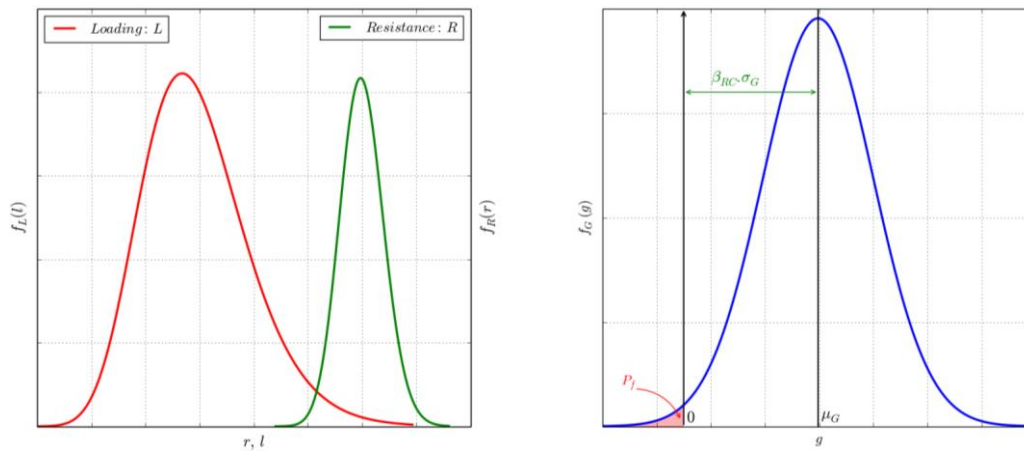 Loading: L
Resistance: R
f_L(l)
f_R(r)
r, l
β_RC.σ_G
f_G(g)
P_f
0
μ_G
g